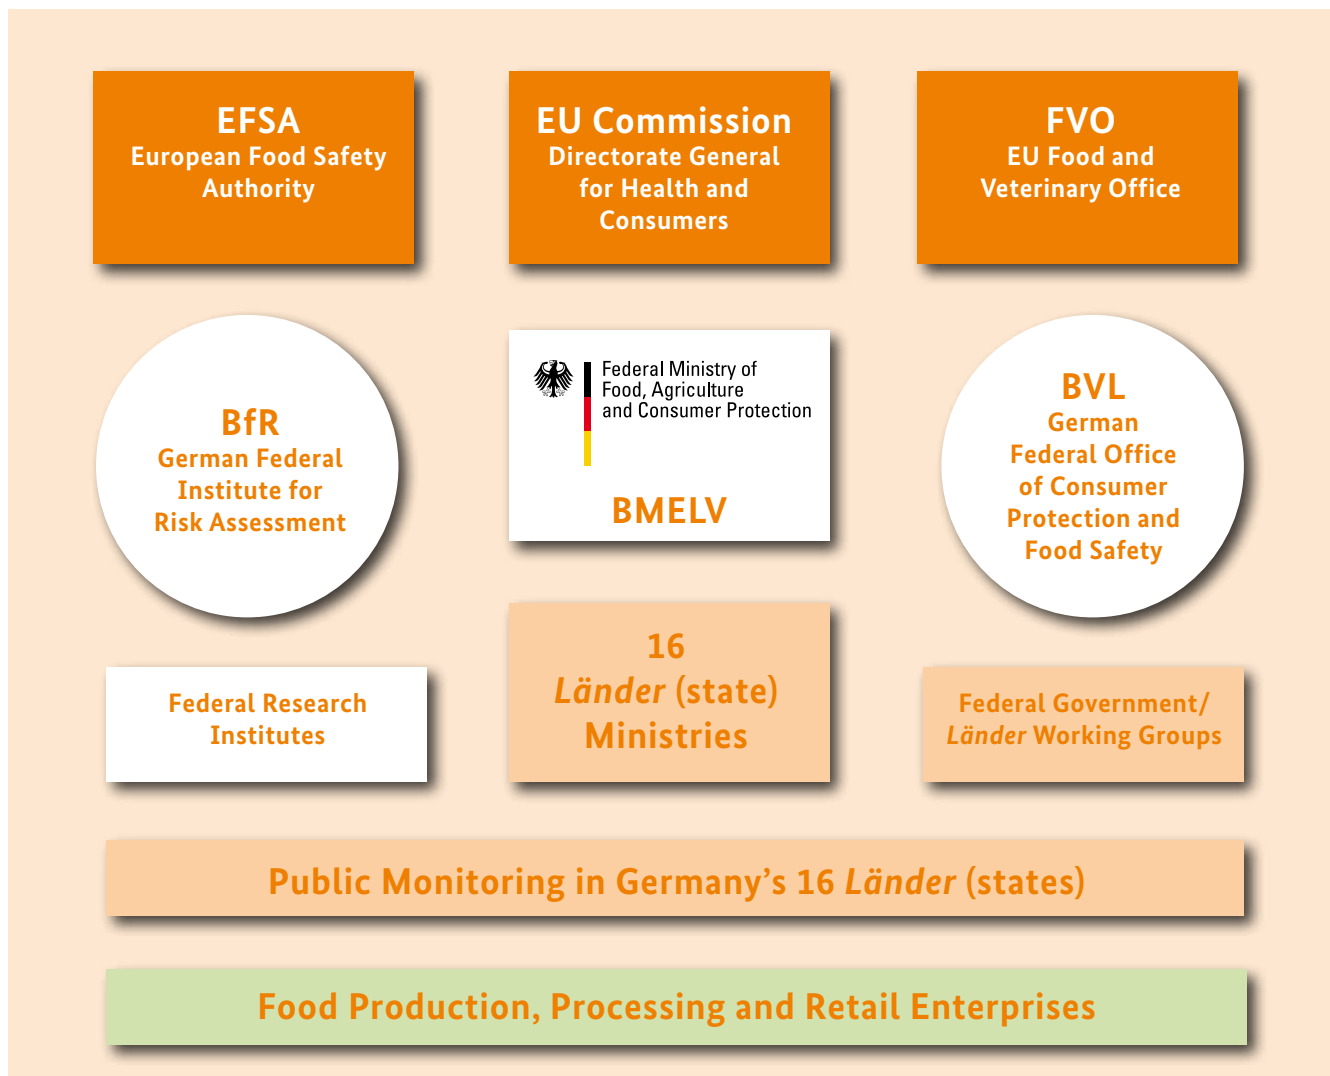 EFSA
European Food Safety
Authority
EU Commission
Directorate General
for Health and
Consumers
FVO
EU Food and
Veterinary Office
BfR
German Federal
Institute for
Risk Assessment
Federal Ministry of
Food, Agriculture
and Consumer Protection
BMELV
BVL
German
Federal Office
of Consumer
Protection and
Food Safety
Federal Research
Institutes
16
Länder (state)
Ministries
Federal Government/
Länder Working Groups
Public Monitoring in Germany’s 16 Länder (states)
Food Production, Processing and Retail Enterprises